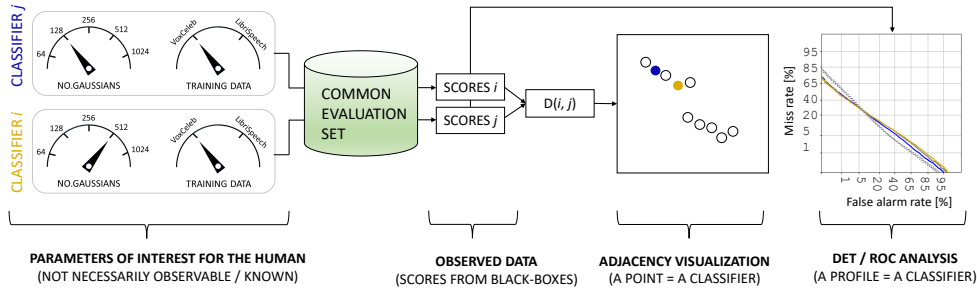 CLASSIFIER j
64
128
256
512
1024
NO.GAUSSIANS
VoxCeleb
LibriSpeech
TRAINING DATA
CLASSIFIER i
64
128
256
512
1024
NO.GAUSSIANS
VoxCeleb
LibriSpeech
TRAINING DATA
COMMON
EVALUATION
SET
SCORES i
SCORES j
D(i, j)
Miss rate [%]
95
85
65
40
20
5
1
1
5
20
40
65
85
95
False alarm rate [%]
PARAMETERS OF INTEREST FOR THE HUMAN
(NOT NECESSARILY OBSERVABLE / KNOWN)
OBSERVED DATA
(SCORES FROM BLACK-BOXES)
ADJACENCY VISUALIZATION
(A POINT = A CLASSIFIER)
DET / ROC ANALYSIS
(A PROFILE = A CLASSIFIER)